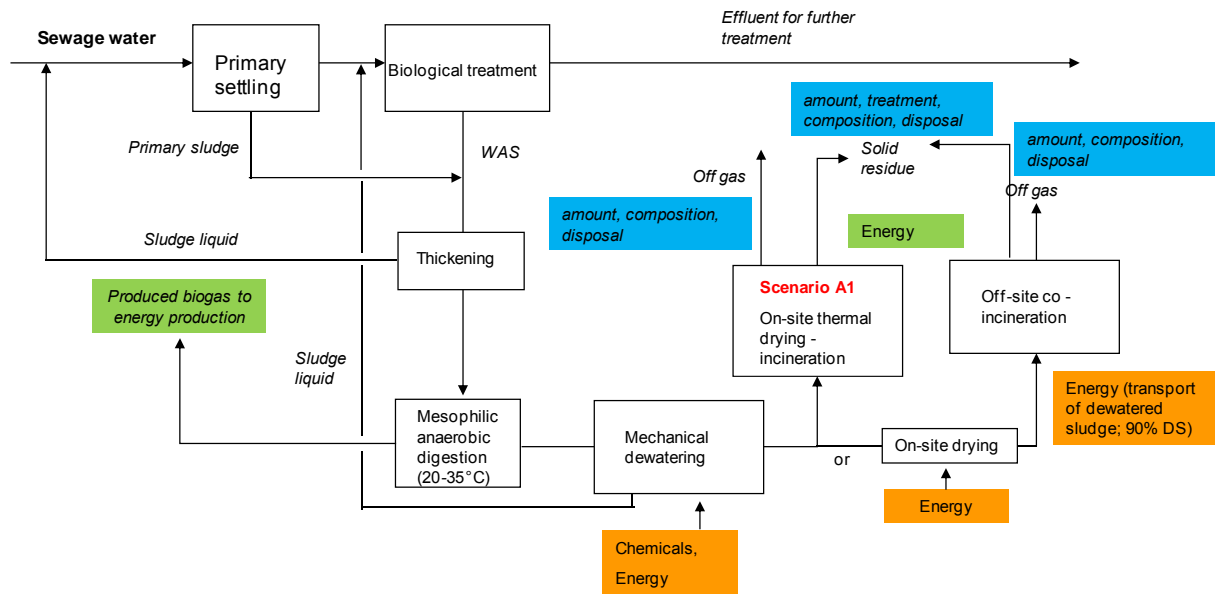 Sewage water
Effluent for further
treatment
Primary
settling
Biological treatment
amount, treatment,
composition, disposal
amount, composition,
disposal
Primary sludge
WAS
Solid
residue
Off gas
Off gas
amount, composition,
disposal
Energy
Sludge liquid
Thickening
Scenario A1
On-site thermal
drying -
incineration
Off-site co -
incineration
Produced biogas to
energy production
Sludge
liquid
Energy (transport
of dewatered
sludge; 90% DS)
Mesophilic
anaerobic
digestion
(20-35°C)
Mechanical
dewatering
or
On-site drying
Energy
Chemicals,
Energy